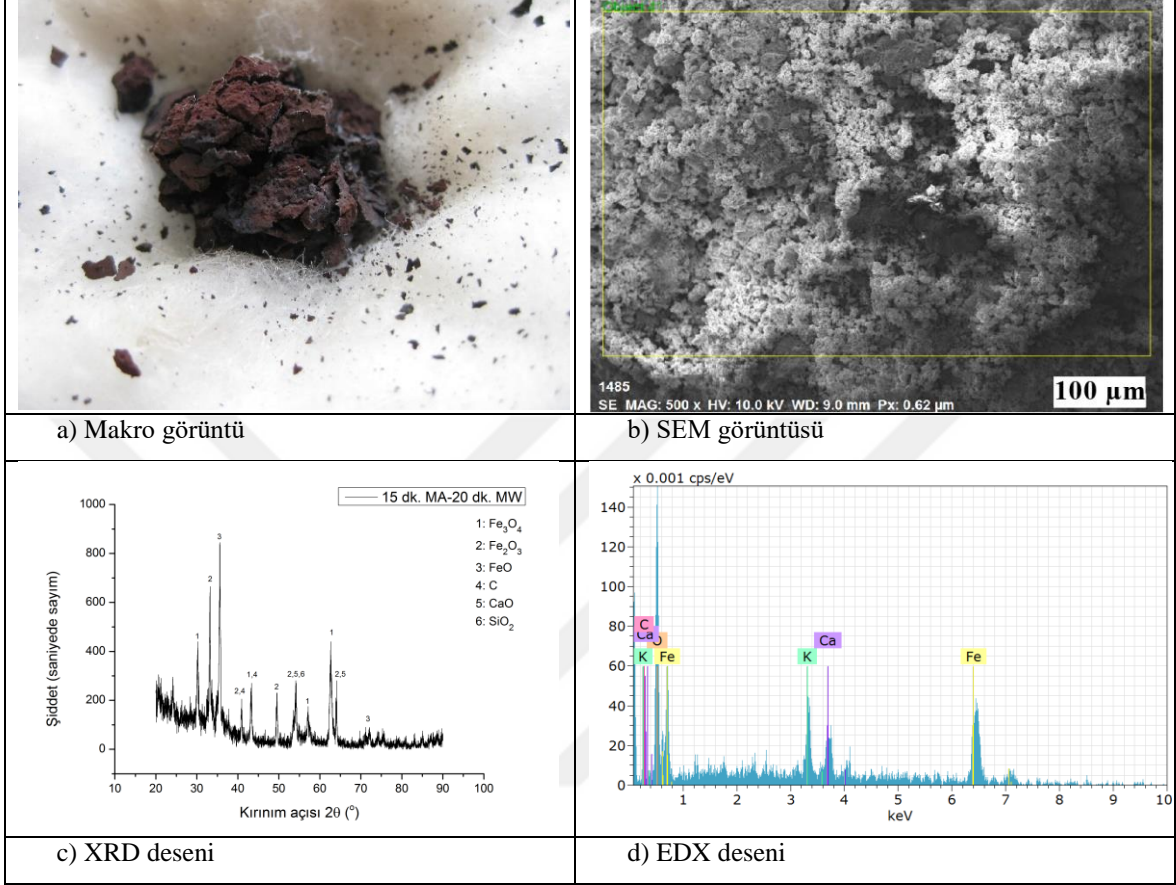 1485
SE MAG: 500 x HV: 10.0 kV WD: 9.0 mm Px: 0.62 µm
100 µm
a) Makro görüntü
b) SEM görüntüsü
15 dk. MA-20 dk. MW
1: Fe3O4
2: Fe2O3
3: FeO
4: C
5: CaO
6: SiO2
Şiddet (saniyede sayım)
1000
800
600
400
200
0
1
2
3
2,4
1,4
2
2,5,6
1
1
2,5
3
10 20 30 40 50 60 70 80 90 100
Kırınım açısı 2θ (°)
x 0.001 cps/eV
140
120
100
80
60
40
20
0
C
Ca
O
K
Fe
K
Ca
Fe
1 2 3 4 5 6 7 8 9 10
keV
c) XRD deseni
d) EDX deseni